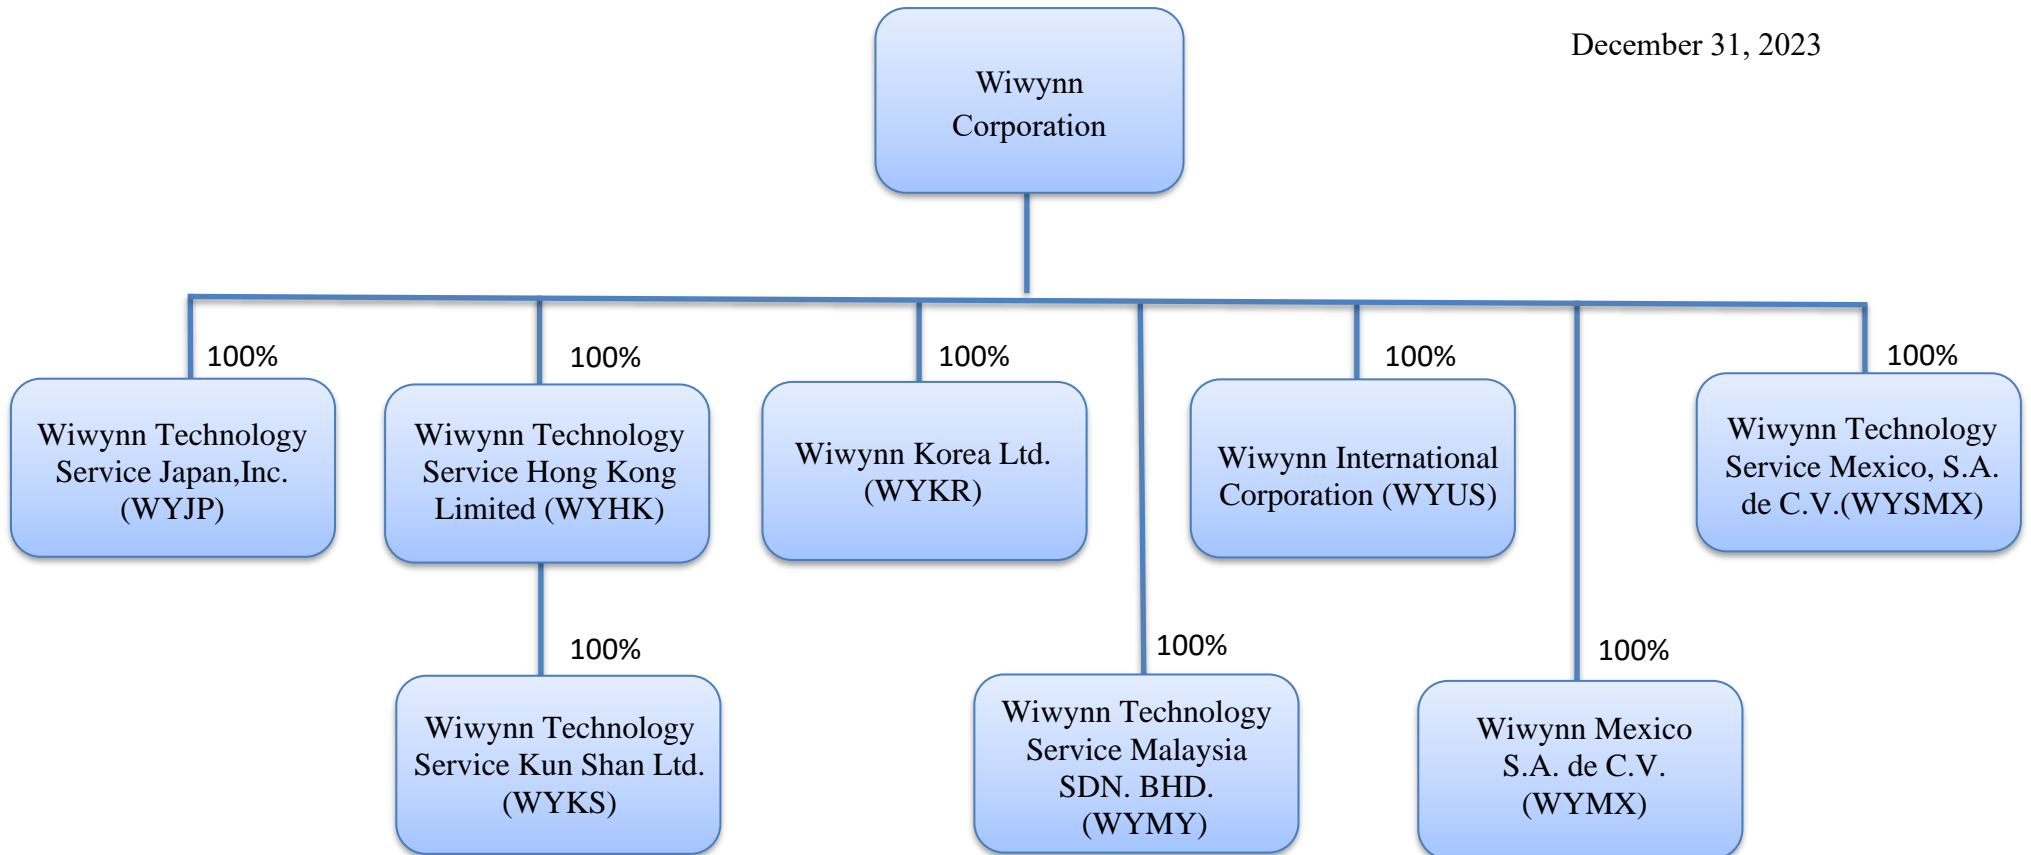 December 31, 2023
Wiwynn
Corporation
100%
100%
100%
100%
100%
Wiwynn Technology
Service Japan,Inc.
(WYJP)
Wiwynn Technology
Service Hong Kong
Limited (WYHK)
Wiwynn Korea Ltd.
(WYKR)
Wiwynn International
Corporation (WYUS)
Wiwynn Technology
Service Mexico, S.A.
de C.V.(WYSMX)
100%
100%
100%
Wiwynn Technology
Service Kun Shan Ltd.
(WYKS)
Wiwynn Technology
Service Malaysia
SDN. BHD.
(WYMY)
Wiwynn Mexico
S.A. de C.V.
(WYMX)